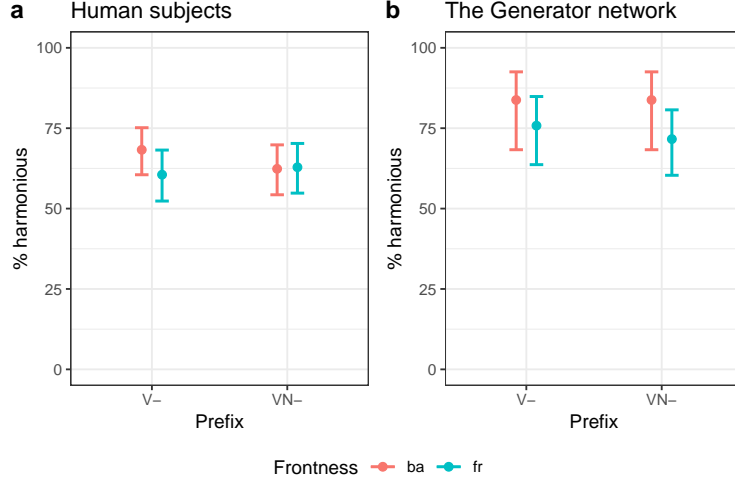 a Human subjects
100
75
50
25
0
% harmonious
V− VN−
Prefix
b The Generator network
100
75
50
25
0
% harmonious
V− VN−
Prefix
Frontness ba fr